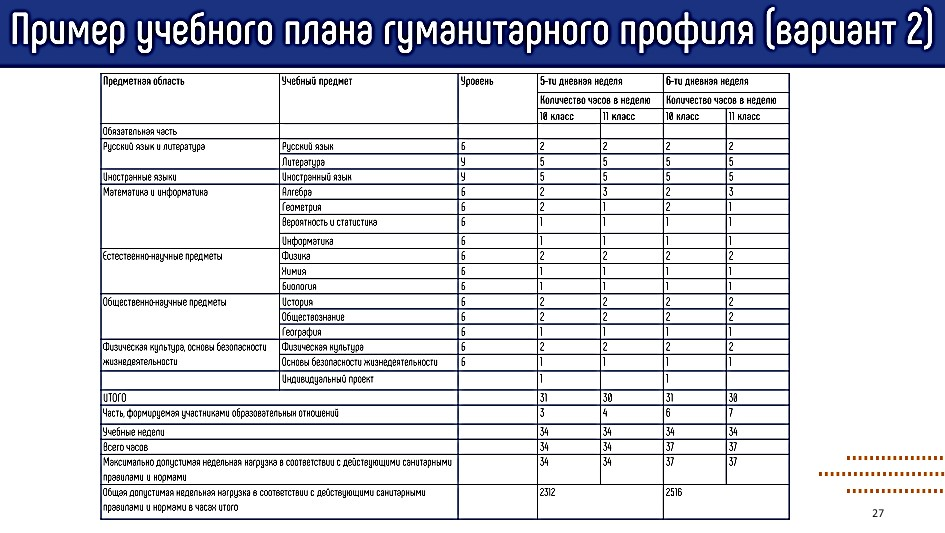 Пример учебного плана гуманитарного профиля (вариант 2)
Предметная область Учебный предмет Уровень 5-ти дневная неделя 6-ти дневная неделя
Количество часов в неделю Количество часов в неделю
10 класс 11 класс 10 класс 11 класс
Обязательная часть
Русский язык и литература Русский язык Б 2 2 2 2
Литература У 5 5 5 5
Иностранные языки Иностранный язык У 5 5 5 5
Математика и информатика Алгебра Б 2 3 2 3
Геометрия Б 2 1 2 1
Вероятность и статистика Б 1 1 1 1
Информатика Б 1 1 1 1
Естественно-научные предметы Физика Б 2 2 2 2
Химия Б 1 1 1 1
Биология Б 1 1 1 1
Общественно-научные предметы История Б 2 2 2 2
Обществознание Б 2 2 2 2
География Б 1 1 1 1
Физическая культура, основы безопасности Физическая культура Б 2 2 2 2
жизнедеятельности Основы безопасности жизнедеятельности Б 1 1 1 1
Индивидуальный проект 1 1
ИТОГО 31 30 31 30
Часть, формируемая участниками образовательных отношений 3 4 6 7
Учебные недели 34 34 34 34
Всего часов 34 34 37 37
Максимально допустимая недельная нагрузка в соответствии с действующими санитарными 34 34 37 37
правилами и нормами
Общая допустимая недельная нагрузка в соответствии с действующими санитарными 2312 2516
правилами и нормами в часах итого
27